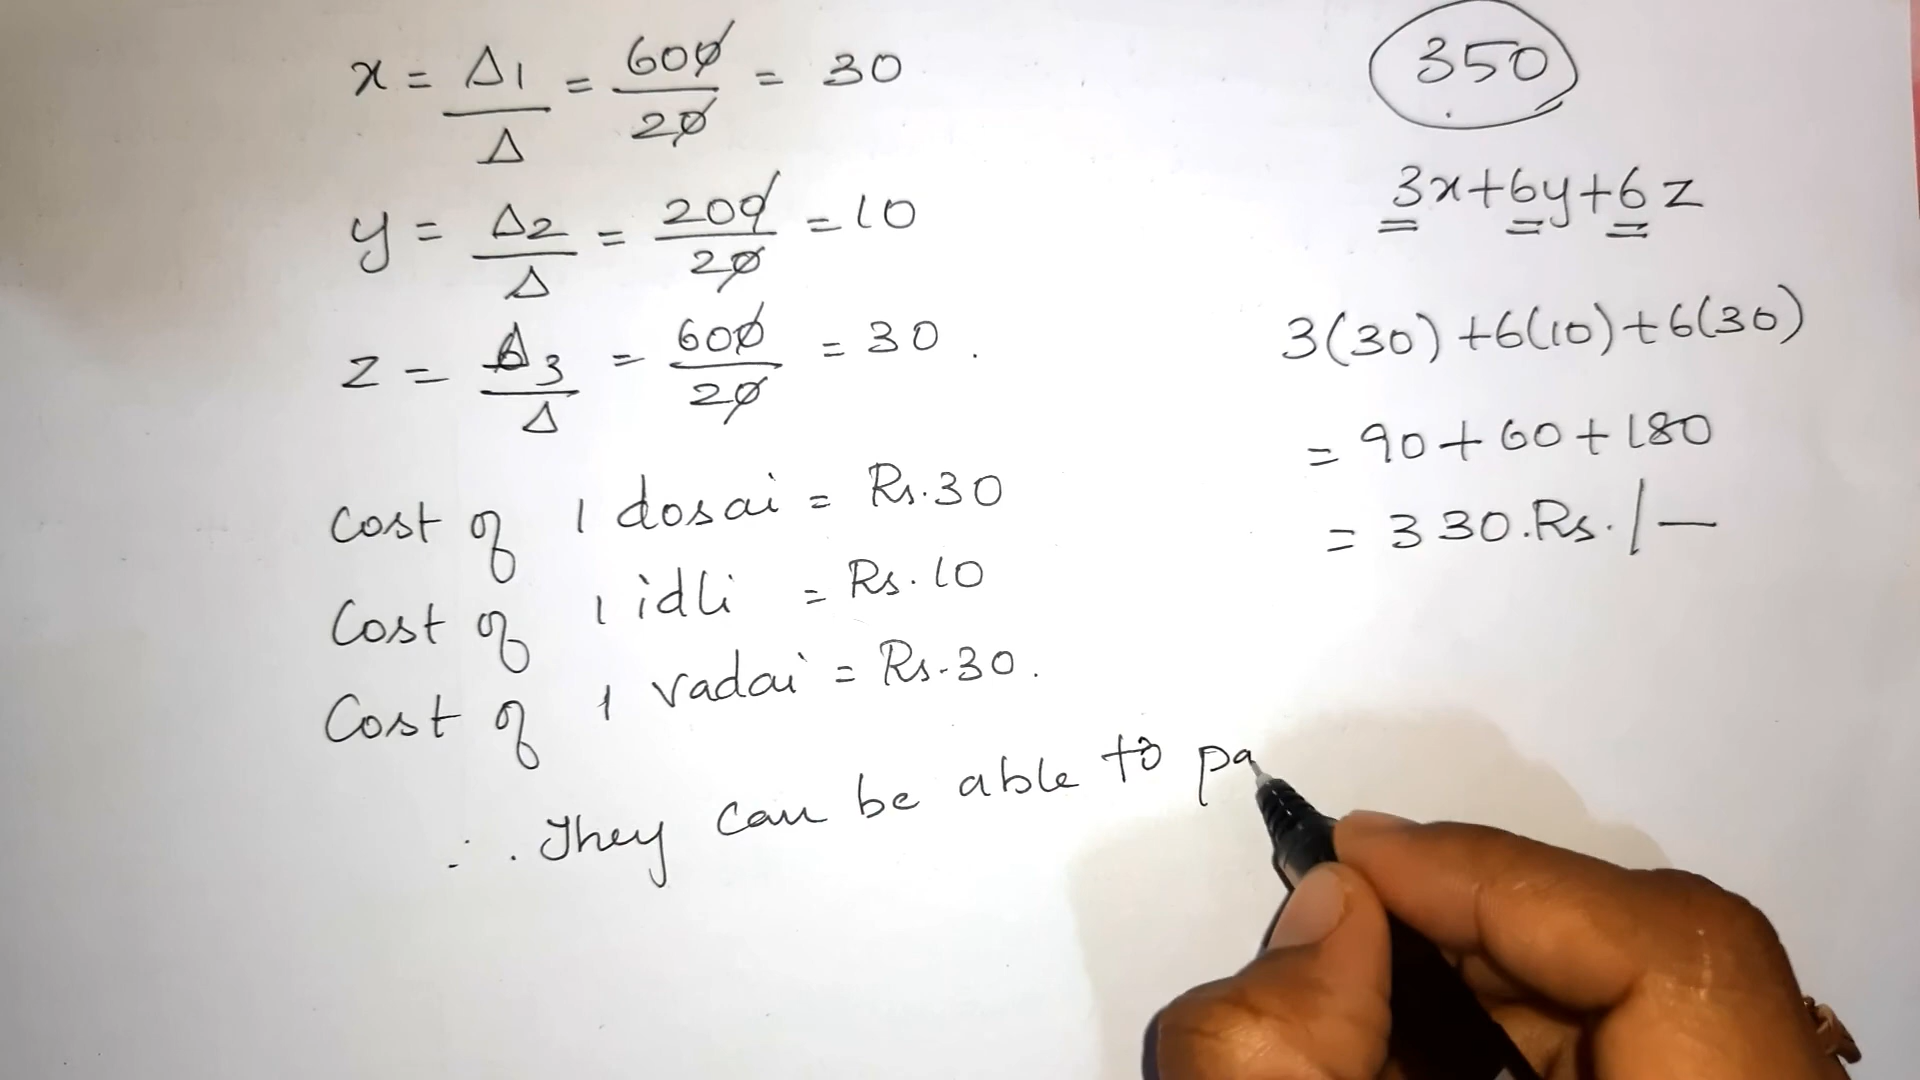 x = Δ1/Δ = 600/20 = 30
y = Δ2/Δ = 200/20 = 10
z = Δ3/Δ = 600/20 = 30.
Cost of 1 dosai = Rs.30
Cost of 1 idli = Rs.10
Cost of 1 vadai = Rs.30.
∴ They can be able to pa
350
3x+6y+6z
3(30)+6(10)+6(30)
= 90+60+180
= 330.Rs./—